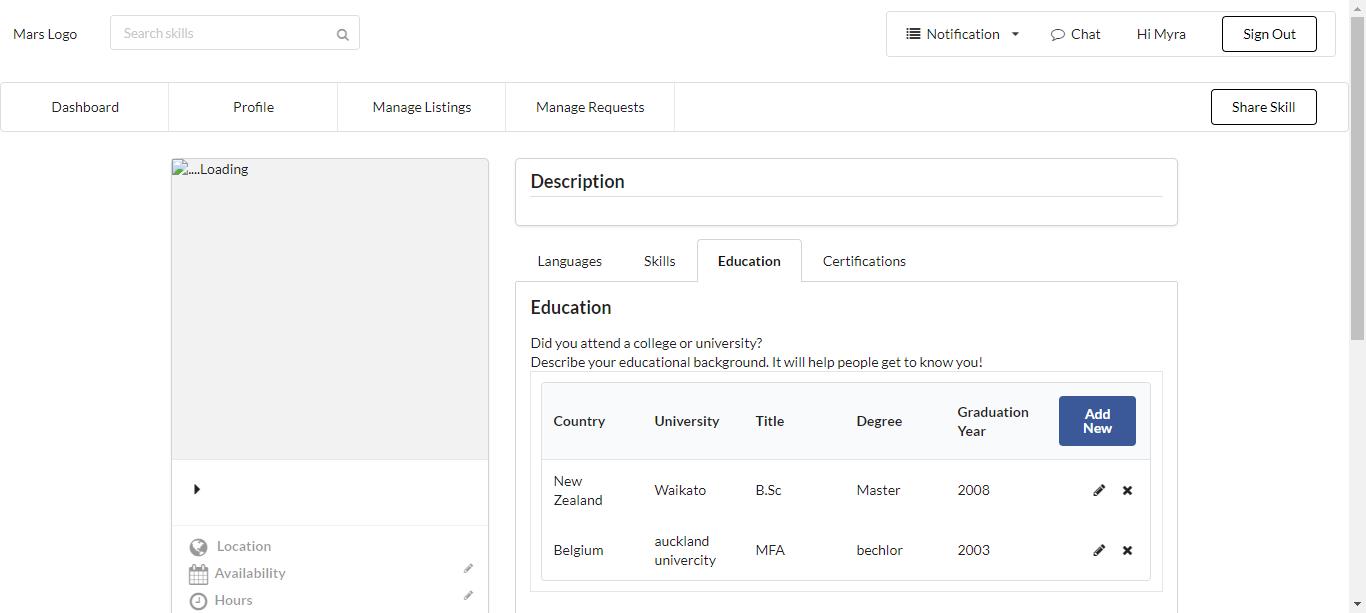 Mars Logo
Search skills
Notification
Chat
Hi Myra
Sign Out
Dashboard
Profile
Manage Listings
Manage Requests
Share Skill
....Loading
Location
Availability
Hours
Description
Languages
Skills
Education
Certifications
Education
Did you attend a college or university?
Describe your educational background. It will help people get to know you!
Country
University
Title
Degree
Graduation
Year
Add
New
New
Zealand
Waikato
B.Sc
Master
2008
Belgium
auckland
univercity
MFA
bechlor
2003